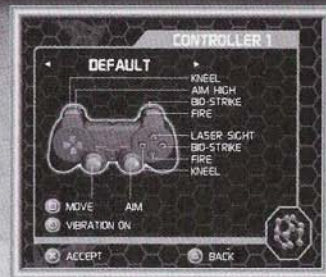 CONTROLLER 1
DEFAULT
KNEEL
AIM HIGH
BIO-STRIKE
FIRE
LASER SIGHT
BIO-STRIKE
FIRE
KNEEL
MOVE AIM
VIBRATION ON
ACCEPT BACK